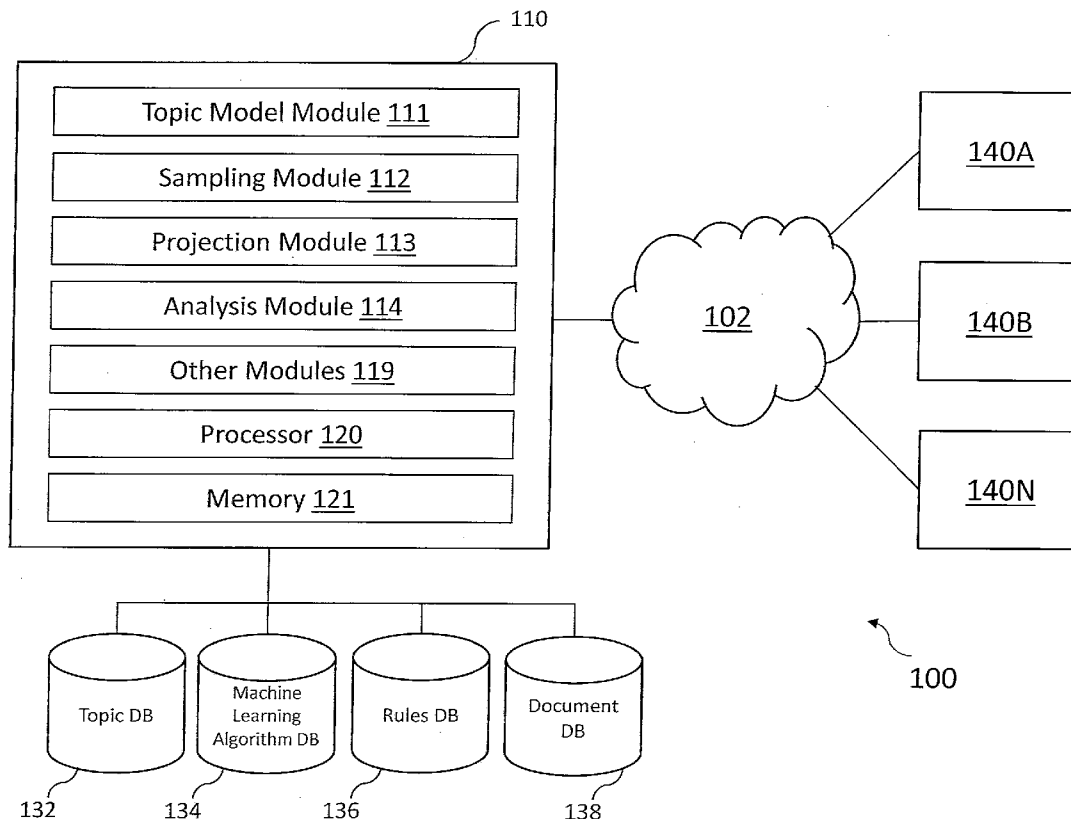 110
Topic Model Module 111
Sampling Module 112
Projection Module 113
Analysis Module 114
Other Modules 119
Processor 120
Memory 121
102
140A
140B
140N
100
Topic DB
Machine
Learning
Algorithm DB
Rules DB
Document
DB
132
134
136
138